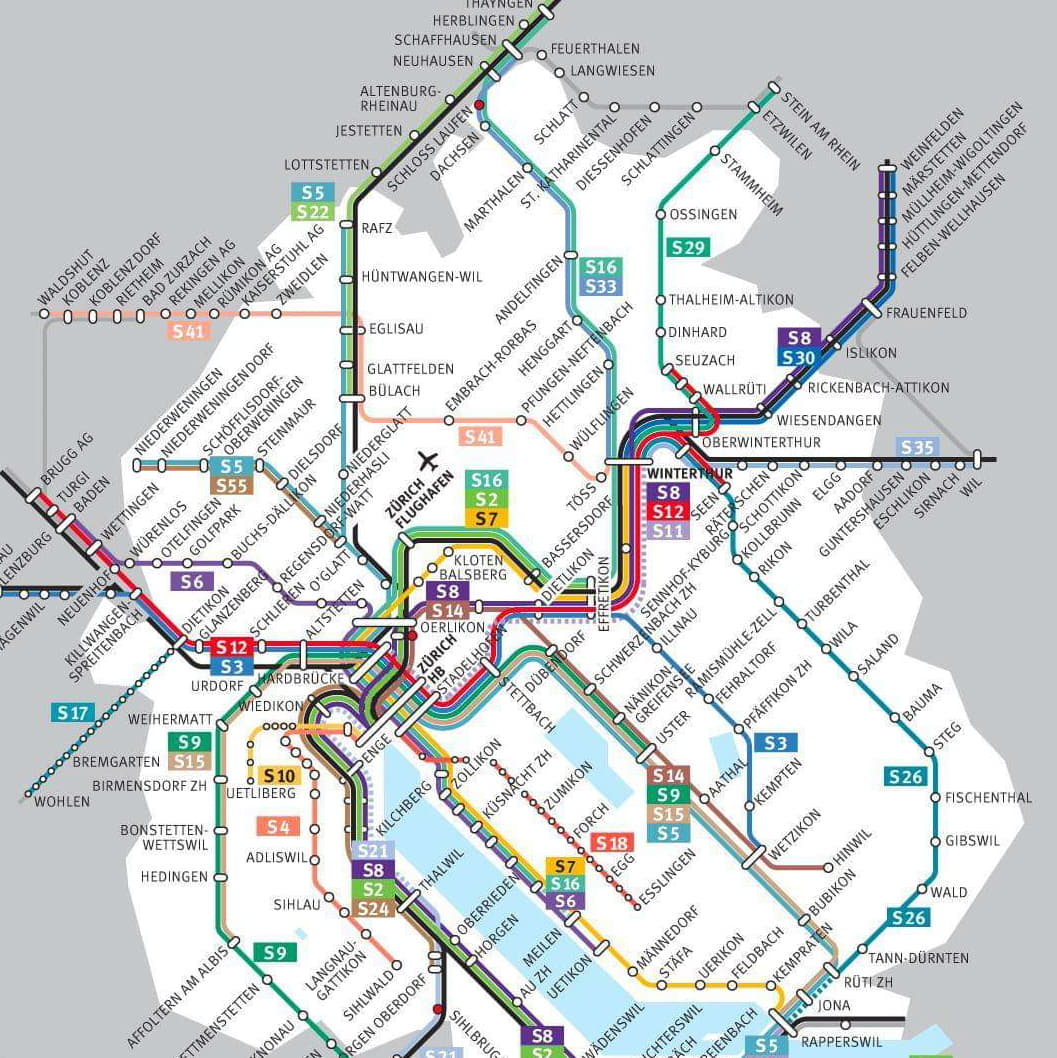 THAYNGEN
HERBLINGEN
SCHAFFHAUSEN
NEUHAUSEN
FEUERTHALEN
LANGWIESEN
ALTENBURG-
RHEINAU
JESTETTEN
LOTTSTETTEN
SCHLOSS LAUFEN
DACHSEN
SCHLATT
ST. KATHARINENTAL
DIESSENHOFEN
SCHLATTINGEN
STEIN AM RHEIN
ETZWILEN
STAMMHEIM
MARTHALEN
OSSINGEN
S29
THALHEIM-ALTIKON
DINHARD
SEUZACH
WALLRÜTI
OBERWINTERTHUR
WEINFELDEN
MÄRSTETTEN
MÜLLHEIM-WIGOLTINGEN
HÜTTLINGEN-METTENDORF
FELBEN-WELLHAUSEN
FRAUENFELD
ISLIKON
RICKENBACH-ATTIKON
WIESENDANGEN
S8
S30
S5
S22
RAFZ
HÜNTWANGEN-WIL
EGLISAU
GLATTFELDEN
BÜLACH
WALDSHUT
KOBLENZ
KOBLENZ DORF
RIETHEIM
BAD ZURZACH
REKINGEN AG
MELLIKON
RÜMIKON AG
KAISERSTUHL AG
ZWEIDLEN
S41
S16
S33
ANDELFINGEN
HENGGART
HETTLINGEN
EMBRACH-RORBAS
PFUNGEN-NEFTENBACH
WÜLFLINGEN
TÖSS
S41
WINTERTHUR
S8
S12
S11
S35
NIEDERWENINGEN
NIEDERWENINGEN DORF
SCHÖFFLISDORF-
OBERWENINGEN
STEINMAUR
DIELSDORF
NIEDERHASLI
NIEDERGLATT
S5
S55
ZÜRICH
FLUGHAFEN
S16
S2
S7
KLOTEN
BALSBERG
BASSERSDORF
DIETLIKON
EFFRETIKON
S8
S14
OERLIKON
BRUGG AG
TURGI
BADEN
WETTINGEN
WÜRENLOS
OTELFINGEN
GOLFPARK
BUCHS-DÄLLIKON
S6
NEUENHOF
KILLWANGEN-
SPREITENBACH
DIETIKON
GLANZENBERG
SCHLIEREN
ALTSTETTEN
S12
S3
URDORF
HARDBRÜCKE
ZÜRICH
HB
STETTBACH
DÜBENDORF
SCHWERZENBACH ZH
NÄNIKON-
GREIFENSEE
USTER
AATHAL
WETZIKON
HINWIL
BUBIKON
SEEN
RÄTERSCHEN
SCHOTTIKON
ELGG
AADORF
GUNTERSHAUSEN
ESCHLIKON
SIRNACH
WIL
SENNHOF-KYBURG
KOLLBRUNN
RIKON
RÄMISMÜHLE-ZELL
TURBENTHAL
WILA
SALAND
BAUMA
STEG
FISCHENTHAL
GIBSWIL
WALD
S26
S26
TANN-DÜRNTEN
RÜTI ZH
JONA
RAPPERSWIL
ILLNAU
FEHRALTORF
PFÄFFIKON ZH
KEMPTEN
S3
S14
S9
S15
S5
S17
BREMGARTEN
WOHLEN
WEIHERMATT
S9
S15
BIRMENSDORF ZH
BONSTETTEN-
WETTSWIL
HEDINGEN
AFFOLTERN AM ALBIS
S9
WIEDIKON
ENGE
S10
UETLIBERG
S4
ADLISWIL
SIHLAU
LANGNAU-
GATTIKON
SIHLWALD
SIHLBRUG
S21
S8
S2
S24
KILCHBERG
THALWIL
OBERRIEDEN
HORGEN
AU ZH
WÄDENSWIL
ZOLLIKON
KÜSNACHT ZH
ZUMIKON
FORCH
EGG
ESSLINGEN
S18
S7
S16
S6
MEILEN
UETIKON
MÄNNEDORF
STÄFA
UERIKON
FELDBACH
KEMPRATEN
S5
S8